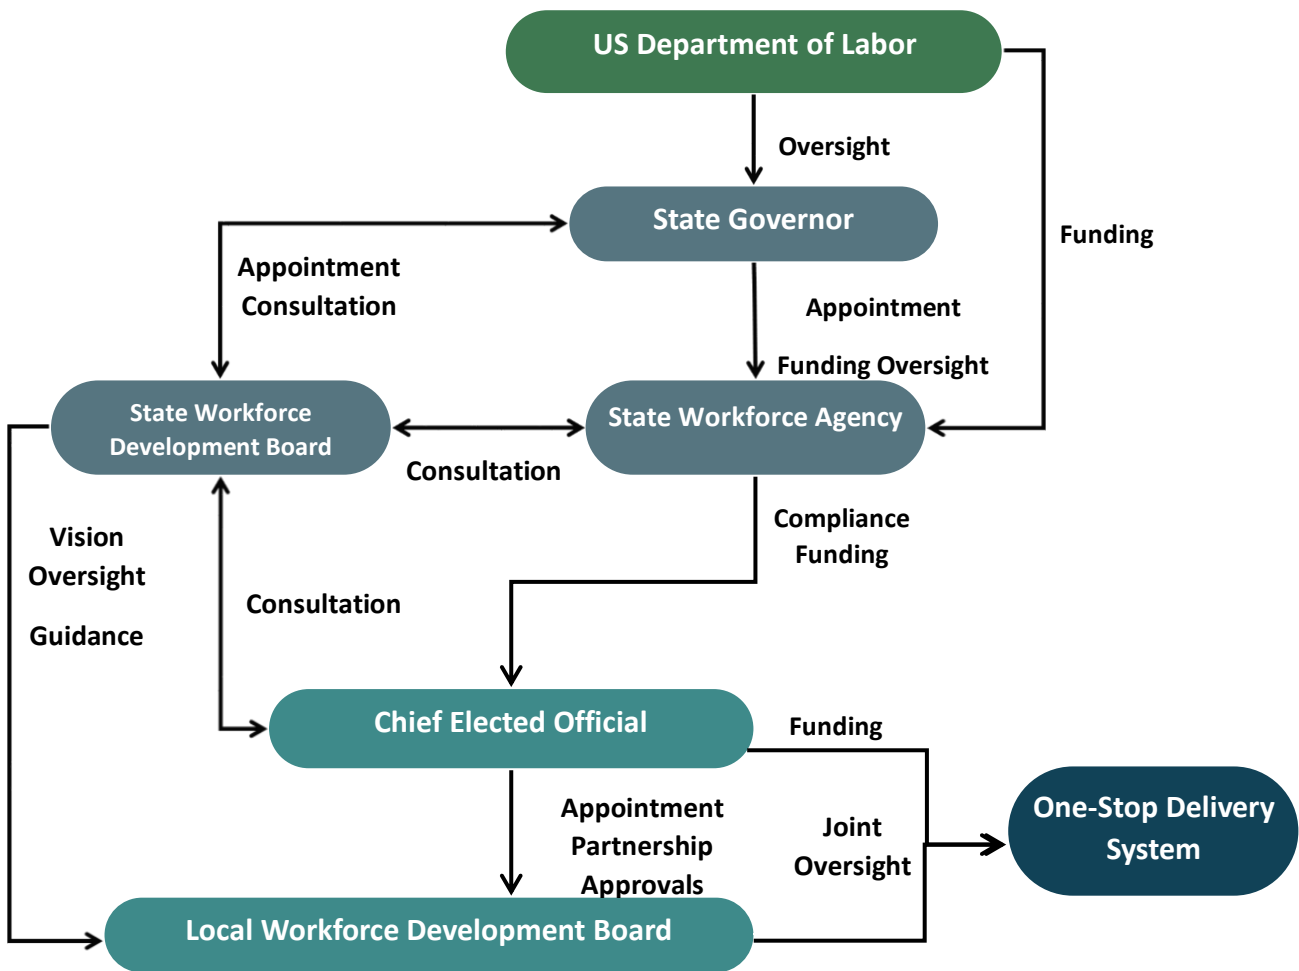 US Department of Labor
Oversight
State Governor
Funding
Appointment
Consultation
Appointment
Funding Oversight
State Workforce
Development Board
State Workforce Agency
Consultation
Compliance
Funding
Vision
Oversight
Guidance
Consultation
Chief Elected Official
Funding
Appointment
Partnership
Approvals
Joint
Oversight
One-Stop Delivery
System
Local Workforce Development Board